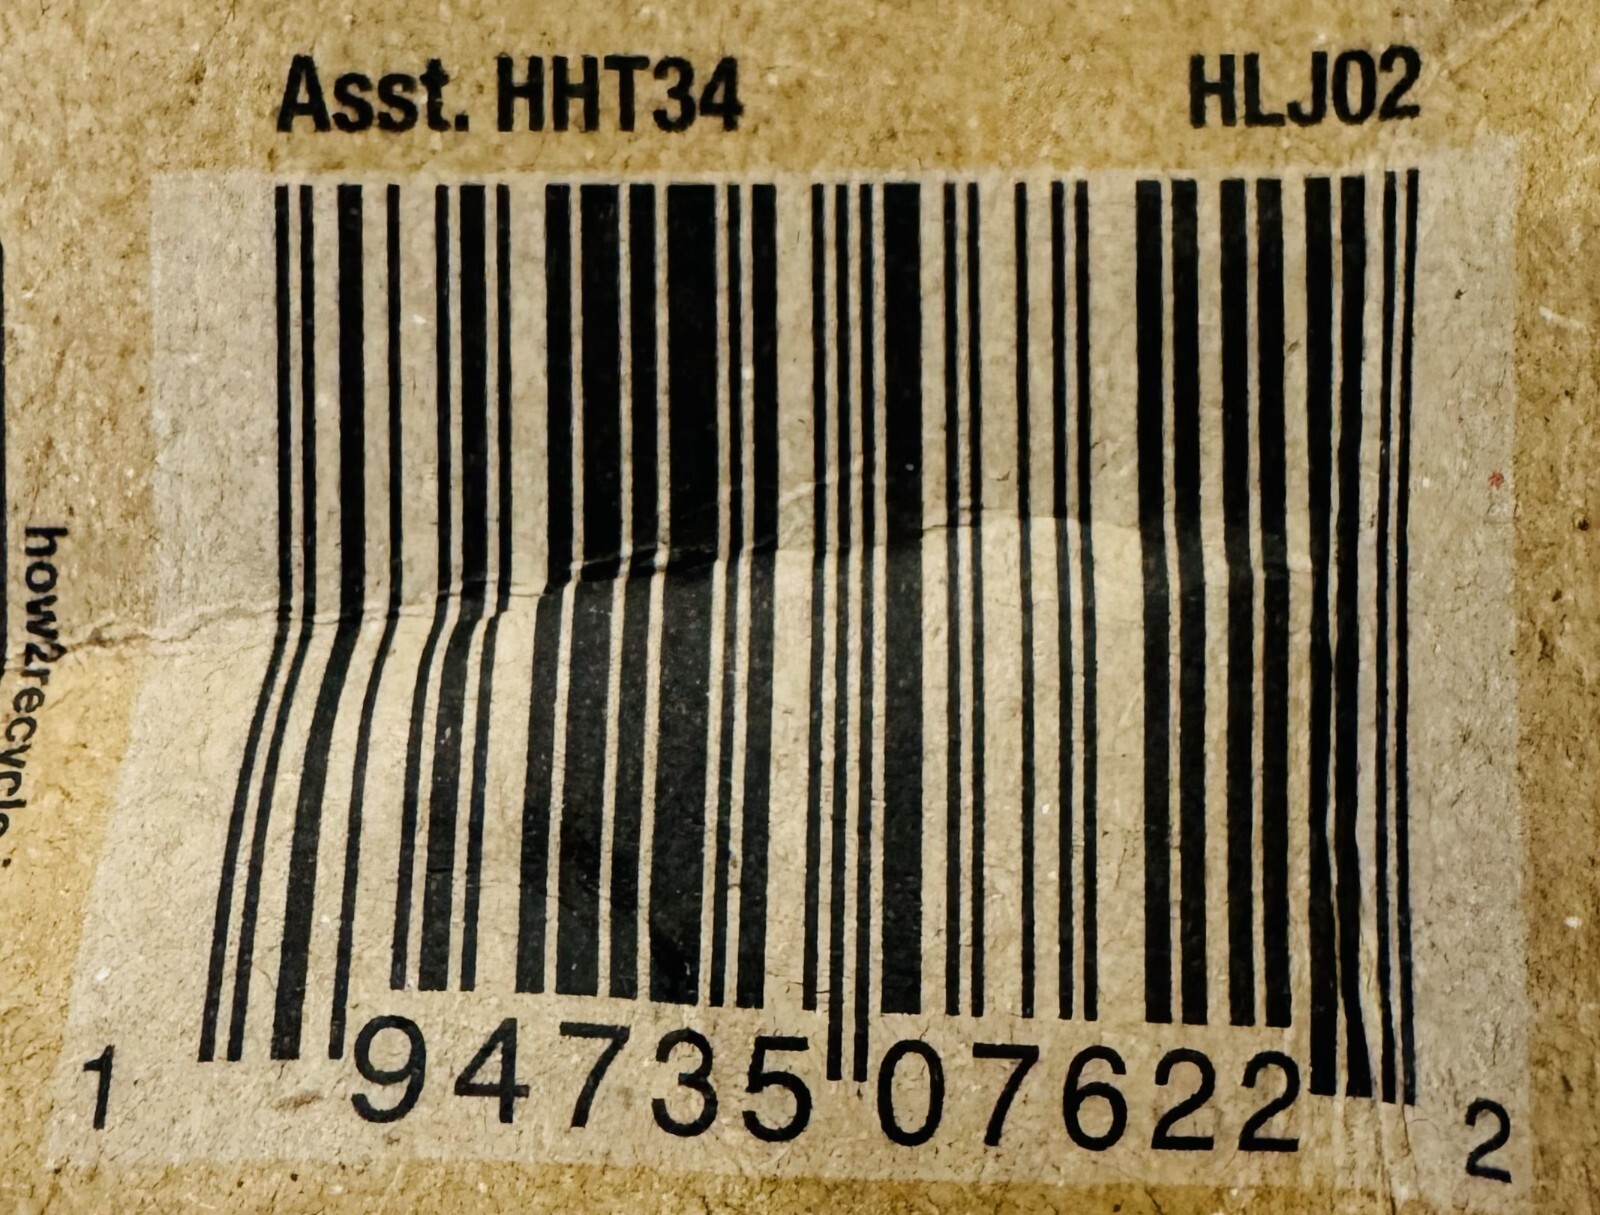 Asst. HHT34 HLJ02
how2recycle.
1 94735 07622 2